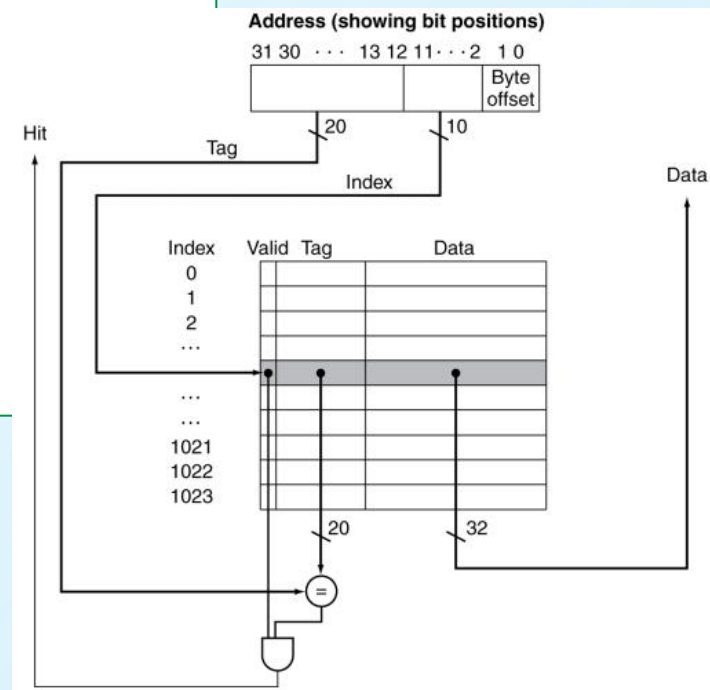 Address (showing bit positions)
31 30 · · · 13 12 11 · · · 2 1 0
Byte
offset
20
10
Hit
Tag
Index
Data
Index Valid Tag Data
0
1
2
...
...
...
1021
1022
1023
20
32
=